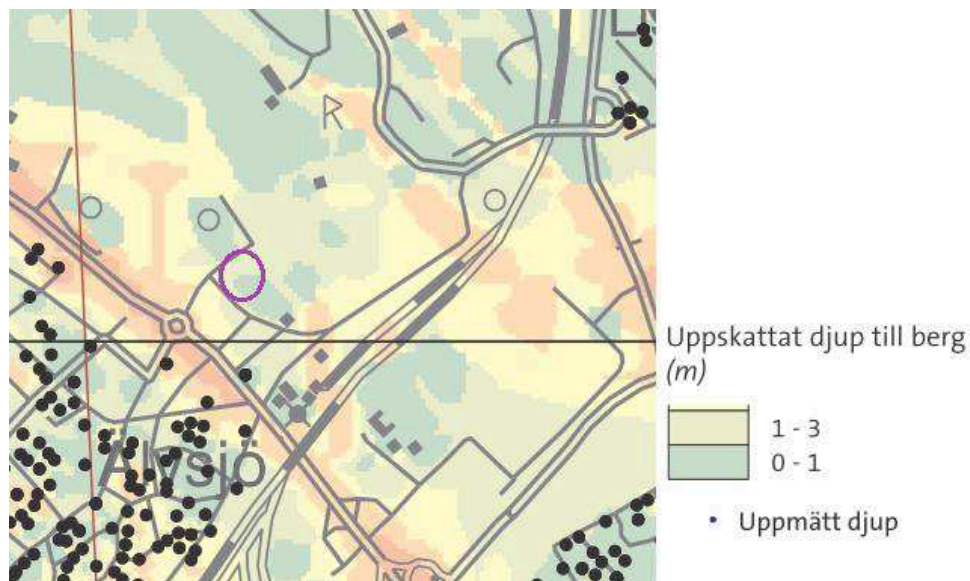 R
Älvsjö
Uppskattat djup till berg
(m)
1 - 3
0 - 1
Uppmätt djup